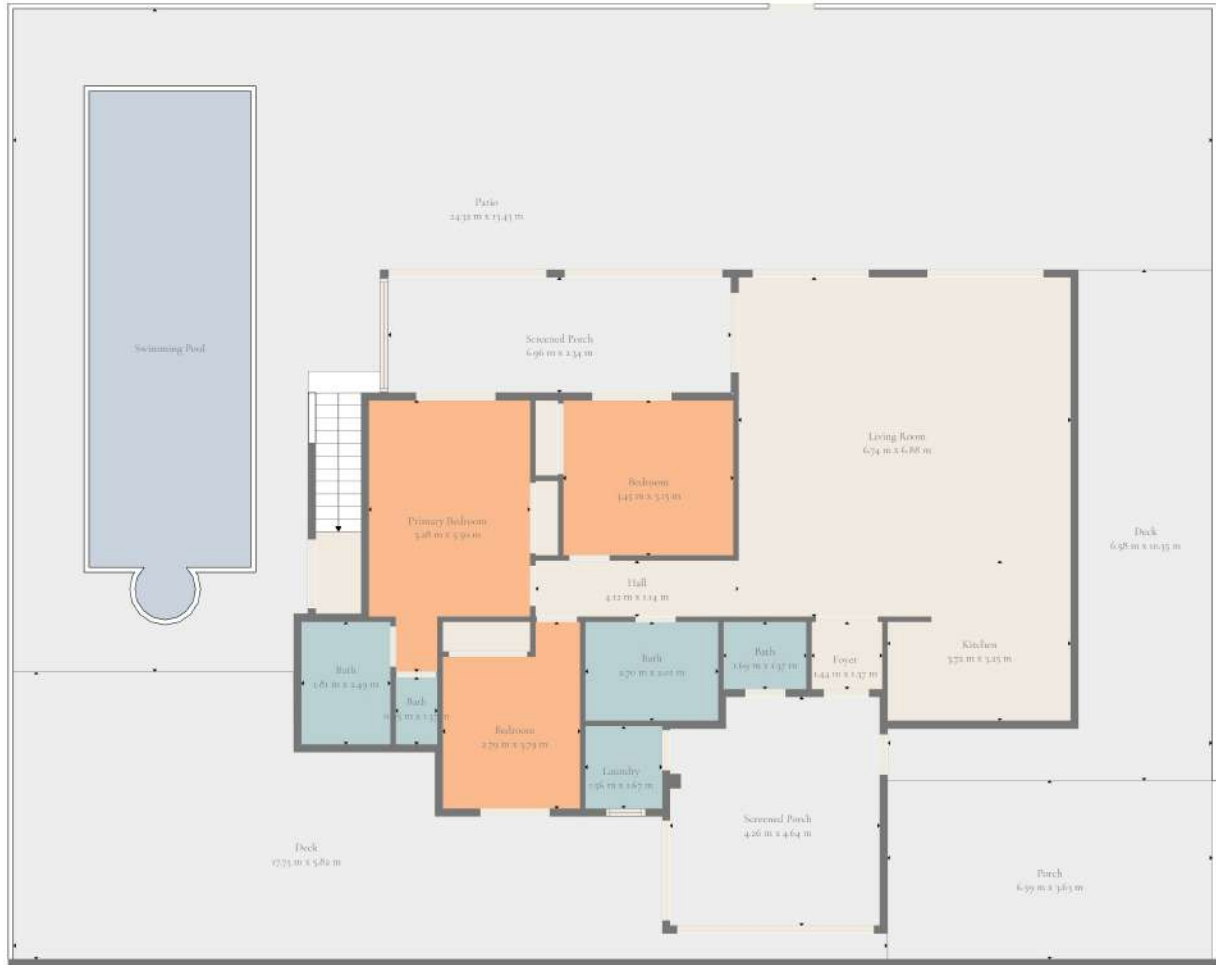 Patio
24.32 m x 13.43 m
Swimming Pool
Screened Porch
6.96 m x 2.34 m
Living Room
6.74 m x 6.88 m
Bedroom
3.45 m x 3.15 m
Primary Bedroom
3.28 m x 5.50 m
Deck
6.58 m x 10.35 m
Hall
4.12 m x 1.14 m
Kitchen
3.72 m x 3.25 m
Foyer
1.44 m x 1.37 m
Bath
1.69 m x 1.37 m
Bath
2.70 m x 2.01 m
Bath
1.81 m x 2.49 m
Bath
Bedroom
2.79 m x 3.79 m
Laundry
1.56 m x 1.67 m
Screened Porch
4.26 m x 4.64 m
Deck
17.73 m x 5.82 m
Porch
6.59 m x 3.63 m